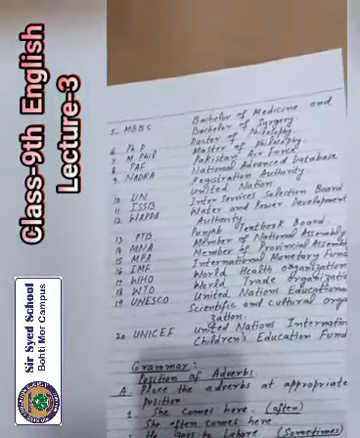 Class-9th English
Lecture-3
Sir Syed School
Bohti Mor Campus
5. MBBS Bachelor of Medicine and
Bachelor of Surgery
6 Ph.D Doctor of Philosophy
7 M. Phil Master of Philosophy
8 PAF Pakistan Air Force
9 NADRA National Advanced Database
Registration Authority
10 UN United Nation
11 ISSB Inter Services Selection Board
12 WAPDA Water and Power Development
Authority
13 PTB Punjab Textbook Board
14 MNA Member of National Assembly
15 MPA Member of Provincial Assembly
16 IMF International Monetary Fund
17 WHO World Health Organization
18 WTO World Trade Organization
19 UNESCO United Nations Educational
Scientific and cultural orga
zation.
20 UNICEF United Nations Internation
Children's Education Fund
Grammar:
Position of Adverbs
A. Place the adverbs at appropriate
position
1. She comes here. (often)
She often comes here
He goes to Lahore (Sometimes)